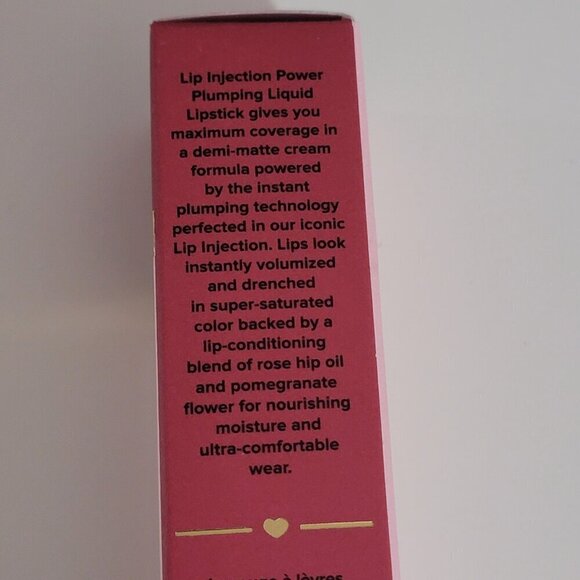 Lip Injection Power
Plumping Liquid
Lipstick gives you
maximum coverage in
a demi-matte cream
formula powered
by the instant
plumping technology
perfected in our iconic
Lip Injection. Lips look
instantly volumized
and drenched
in super-saturated
color backed by a
lip-conditioning
blend of rose hip oil
and pomegranate
flower for nourishing
moisture and
ultra-comfortable
wear.
à lèvres